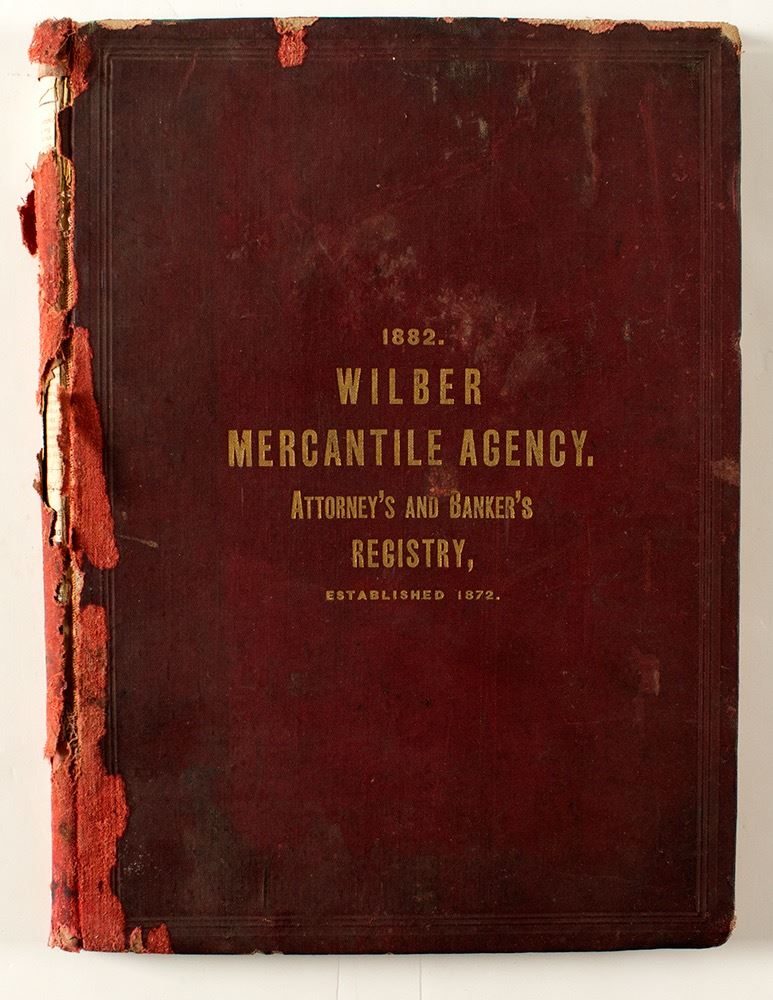 1882.
WILBER
MERCANTILE AGENCY.
ATTORNEY'S AND BANKER'S
REGISTRY,
ESTABLISHED 1872.